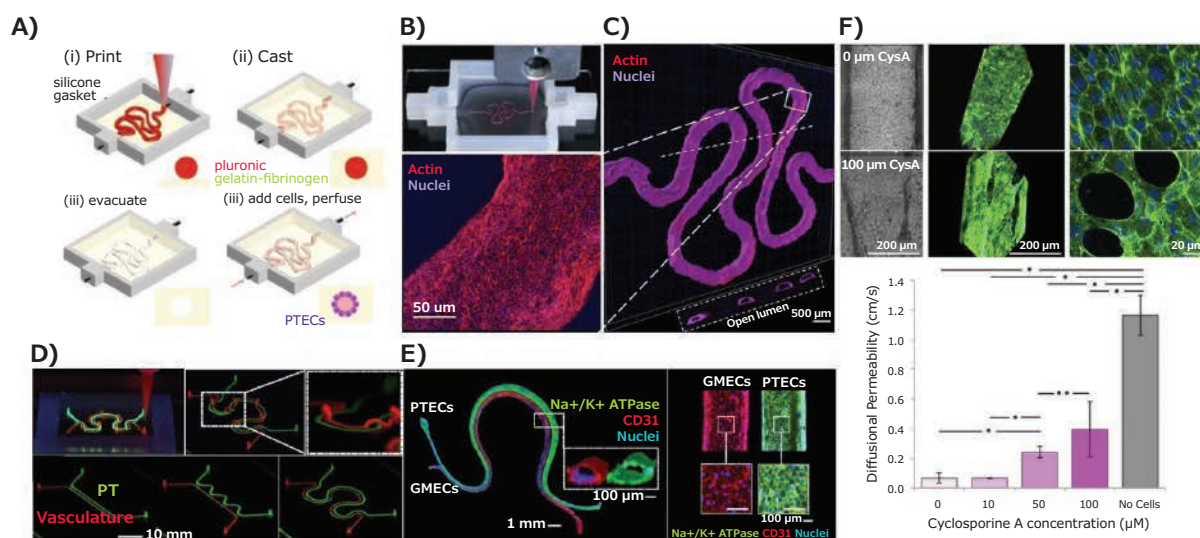 A)
(i) Print
(ii) Cast
silicone
gasket
pluronic
gelatin-fibrinogen
(iii) evacuate
(iii) add cells, perfuse
PTECs
B)
Actin
Nuclei
50 um
C)
Actin
Nuclei
Open lumen
500 µm
D)
PT
Vasculature
10 mm
E)
PTECs
GMECs
Na+/K+ ATPase
CD31
Nuclei
100 µm
1 mm
GMECs
PTECs
100 µm
Na+/K+ ATPase CD31 Nuclei
F)
0 µm CysA
100 µm CysA
200 µm
200 µm
20 µm
* 
*
*
*
*
**
*
Diffusional Permeability (cm/s)
1.4
1.2
1.0
0.8
0.6
0.4
0.2
0
0
10
50
100
No Cells
Cyclosporine A concentration (µM)